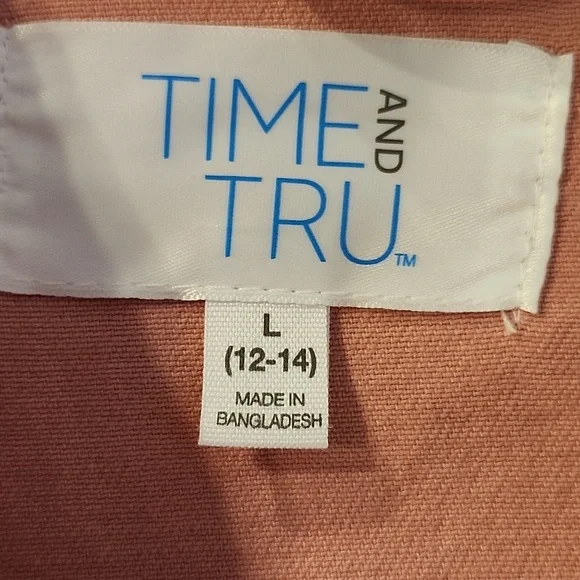 TIME AND
TRU™
L
(12-14)
MADE IN
BANGLADESH